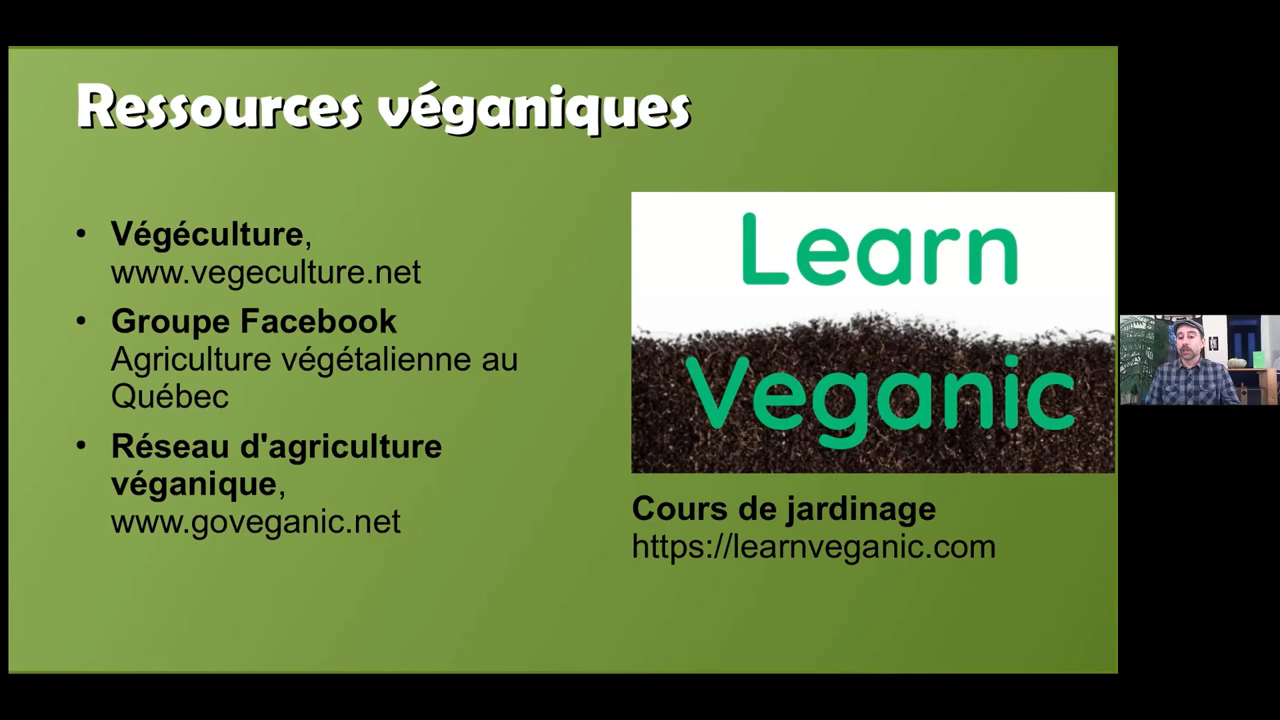 Ressources véganiques
• Végéculture,
www.vegeculture.net
• Groupe Facebook
Agriculture végétalienne au
Québec
• Réseau d'agriculture
véganique,
www.goveganic.net
Learn
Veganic
Cours de jardinage
https://learnveganic.com